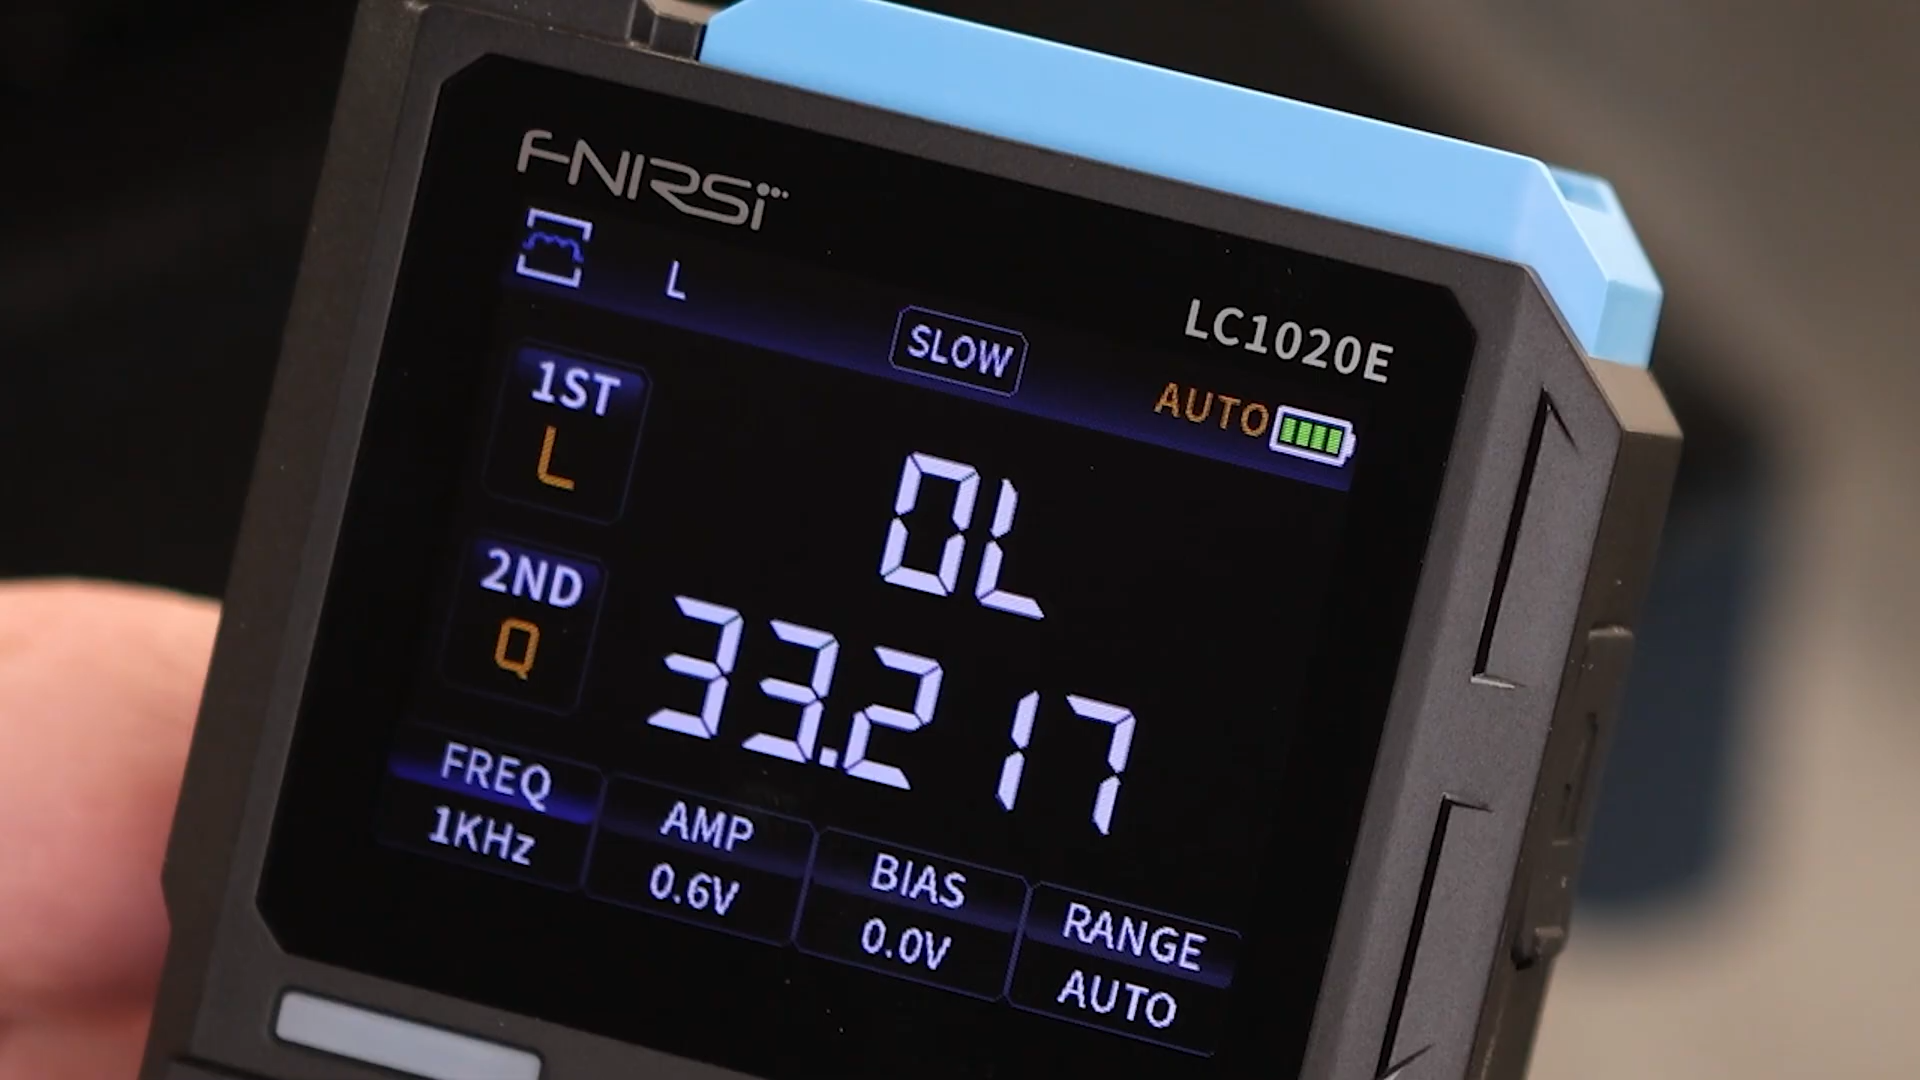 FNIRSi
L
SLOW
LC1020E
AUTO
1ST
L
OL
2ND
Q
33.217
FREQ
1KHz
AMP
0.6V
BIAS
0.0V
RANGE
AUTO